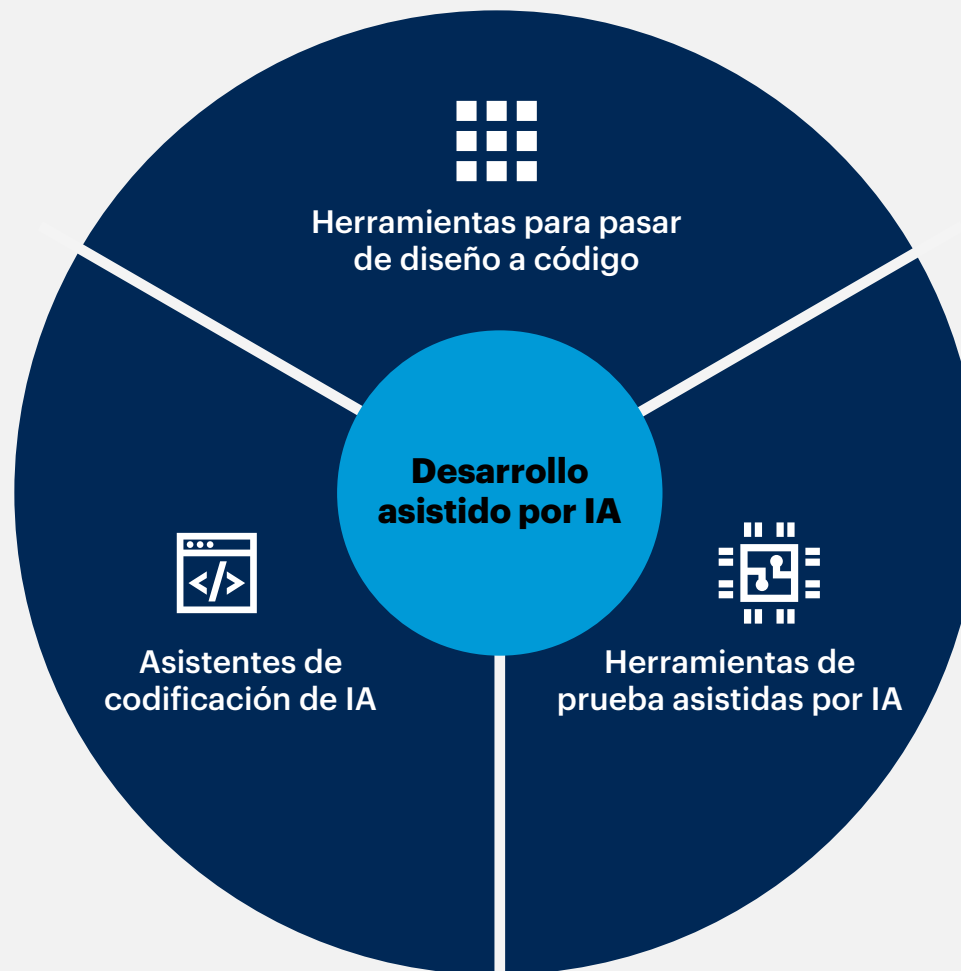 Herramientas para pasar
de diseño a código
Desarrollo
asistido por IA
Asistentes de
codificación de IA
Herramientas de
prueba asistidas por IA